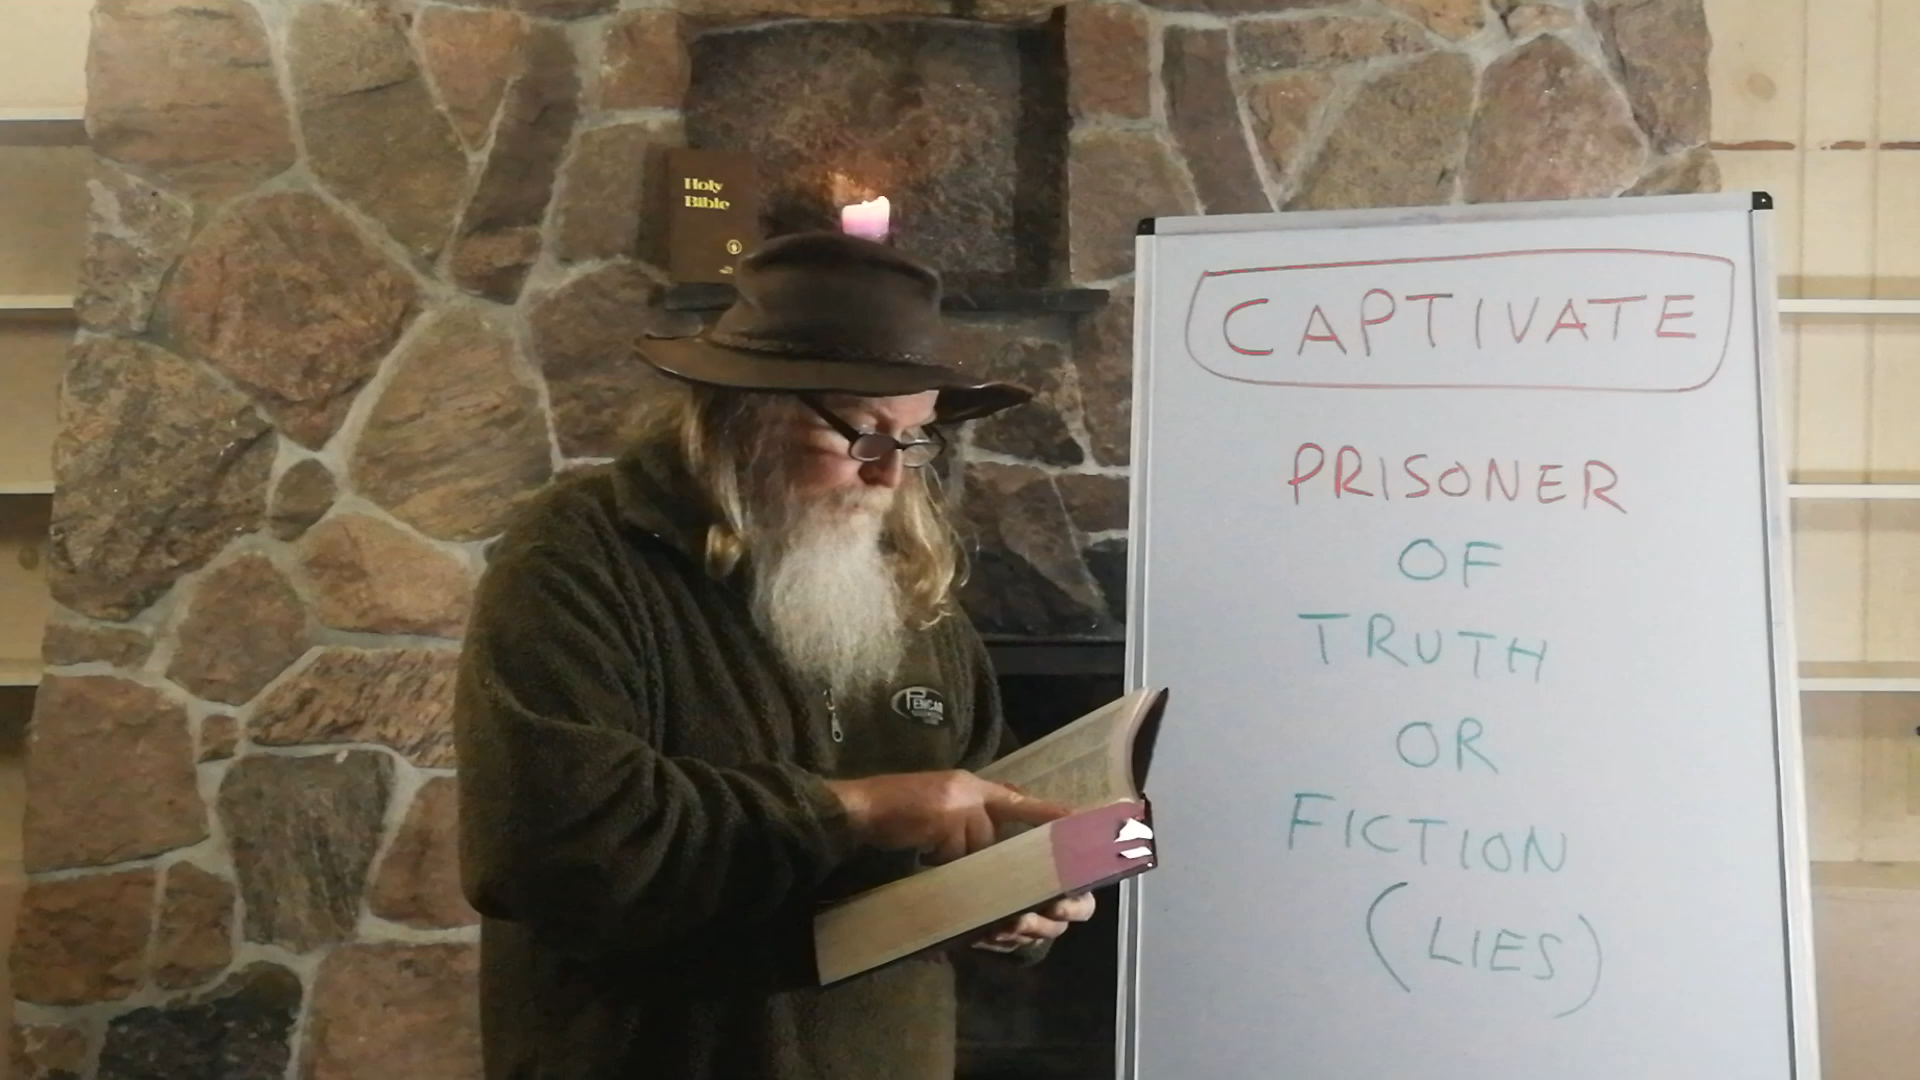 Holy
Bible
CAPTIVATE
PRISONER
OF
TRUTH
OR
FICTION
(LIES)